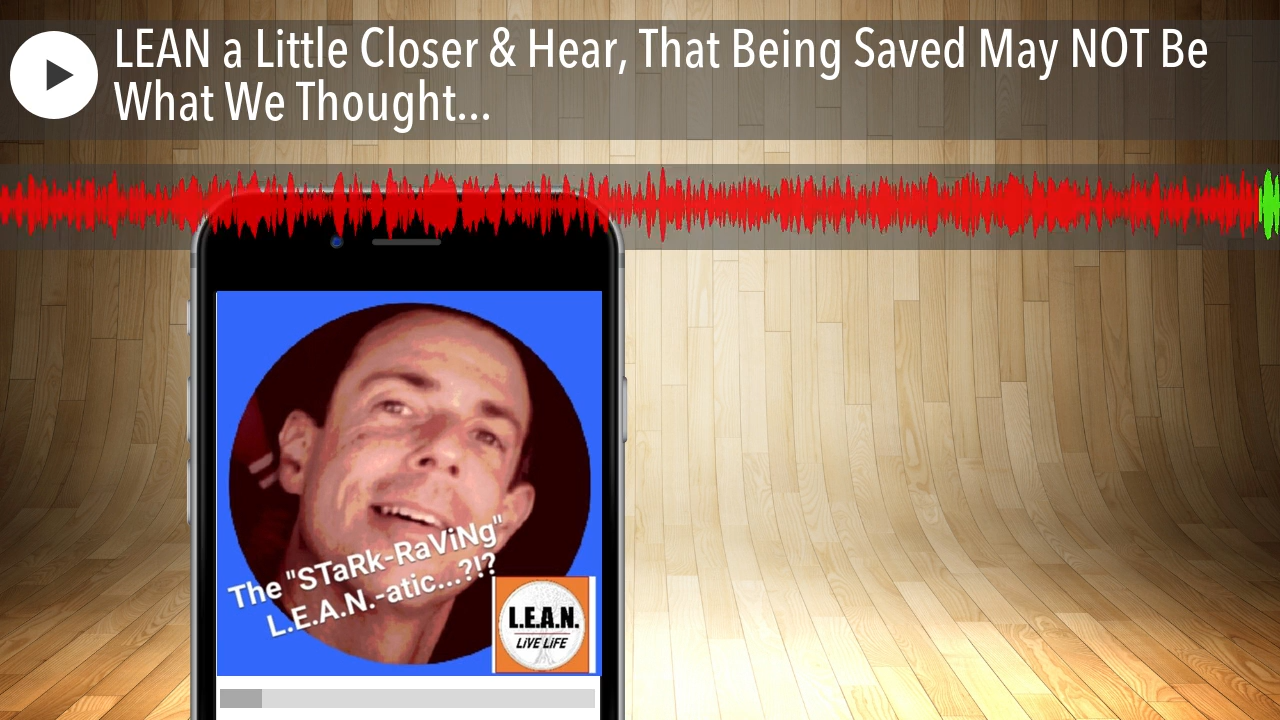 LEAN a Little Closer & Hear, That Being Saved May NOT Be
What We Thought...
The "STaRk-RaViNg"
L.E.A.N.-atic...?!?
L.E.A.N.
LiVE LiFE